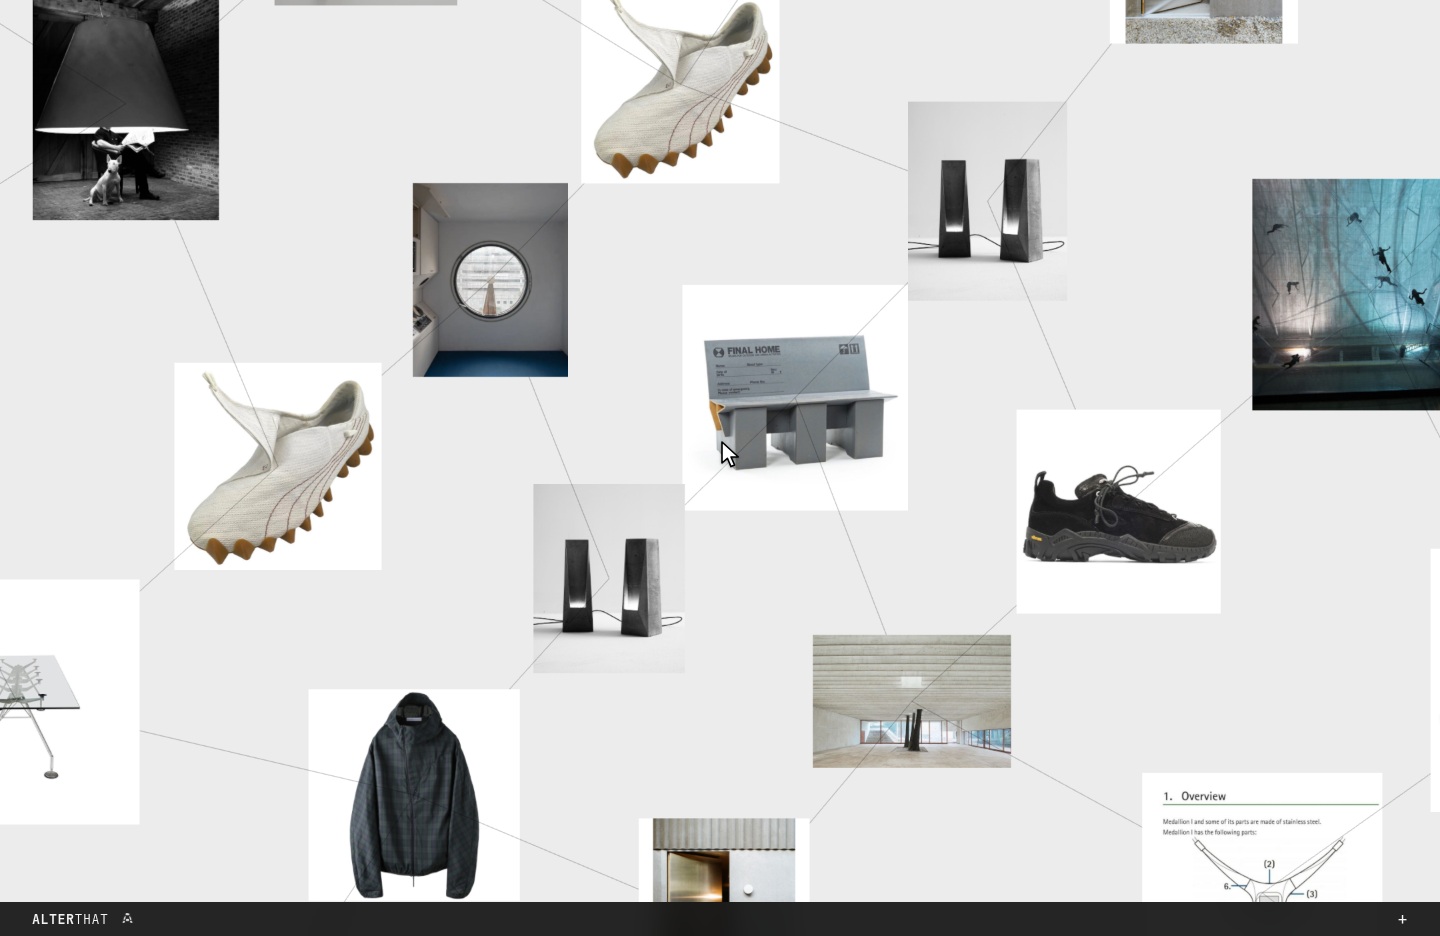 FINAL HOME
1. Overview
Medallion I and some of its parts are made of stainless steel.
Medallion I has the following parts:
(2)
6.
(3)
ALTERTHAT
+